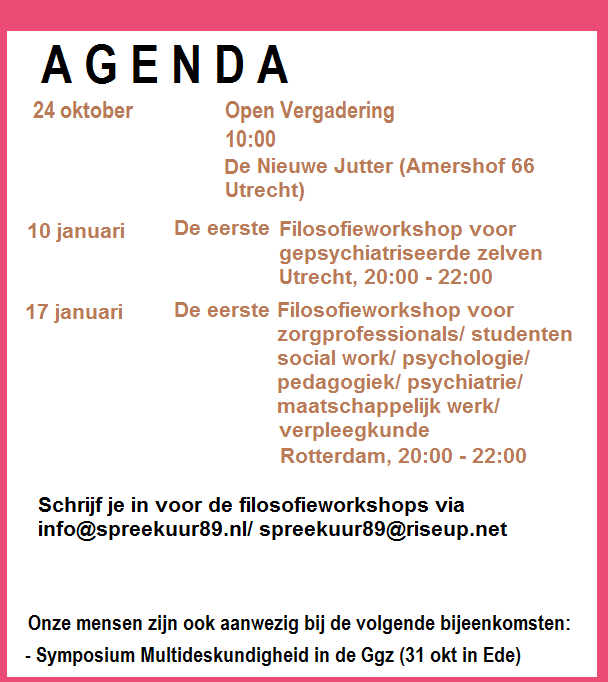 AGENDA
24 oktober Open Vergadering
10:00
De Nieuwe Jutter (Amershof 66
Utrecht)
10 januari De eerste Filosofieworkshop voor
gepsychiatriseerde zelven
Utrecht, 20:00 - 22:00
17 januari De eerste Filosofieworkshop voor
zorgprofessionals/ studenten
social work/ psychologie/
pedagogiek/ psychiatrie/
maatschappelijk werk/
verpleegkunde
Rotterdam, 20:00 - 22:00
Schrijf je in voor de filosofieworkshops via
info@spreekuur89.nl/ spreekuur89@riseup.net
Onze mensen zijn ook aanwezig bij de volgende bijeenkomsten:
- Symposium Multideskundigheid in de Ggz (31 okt in Ede)